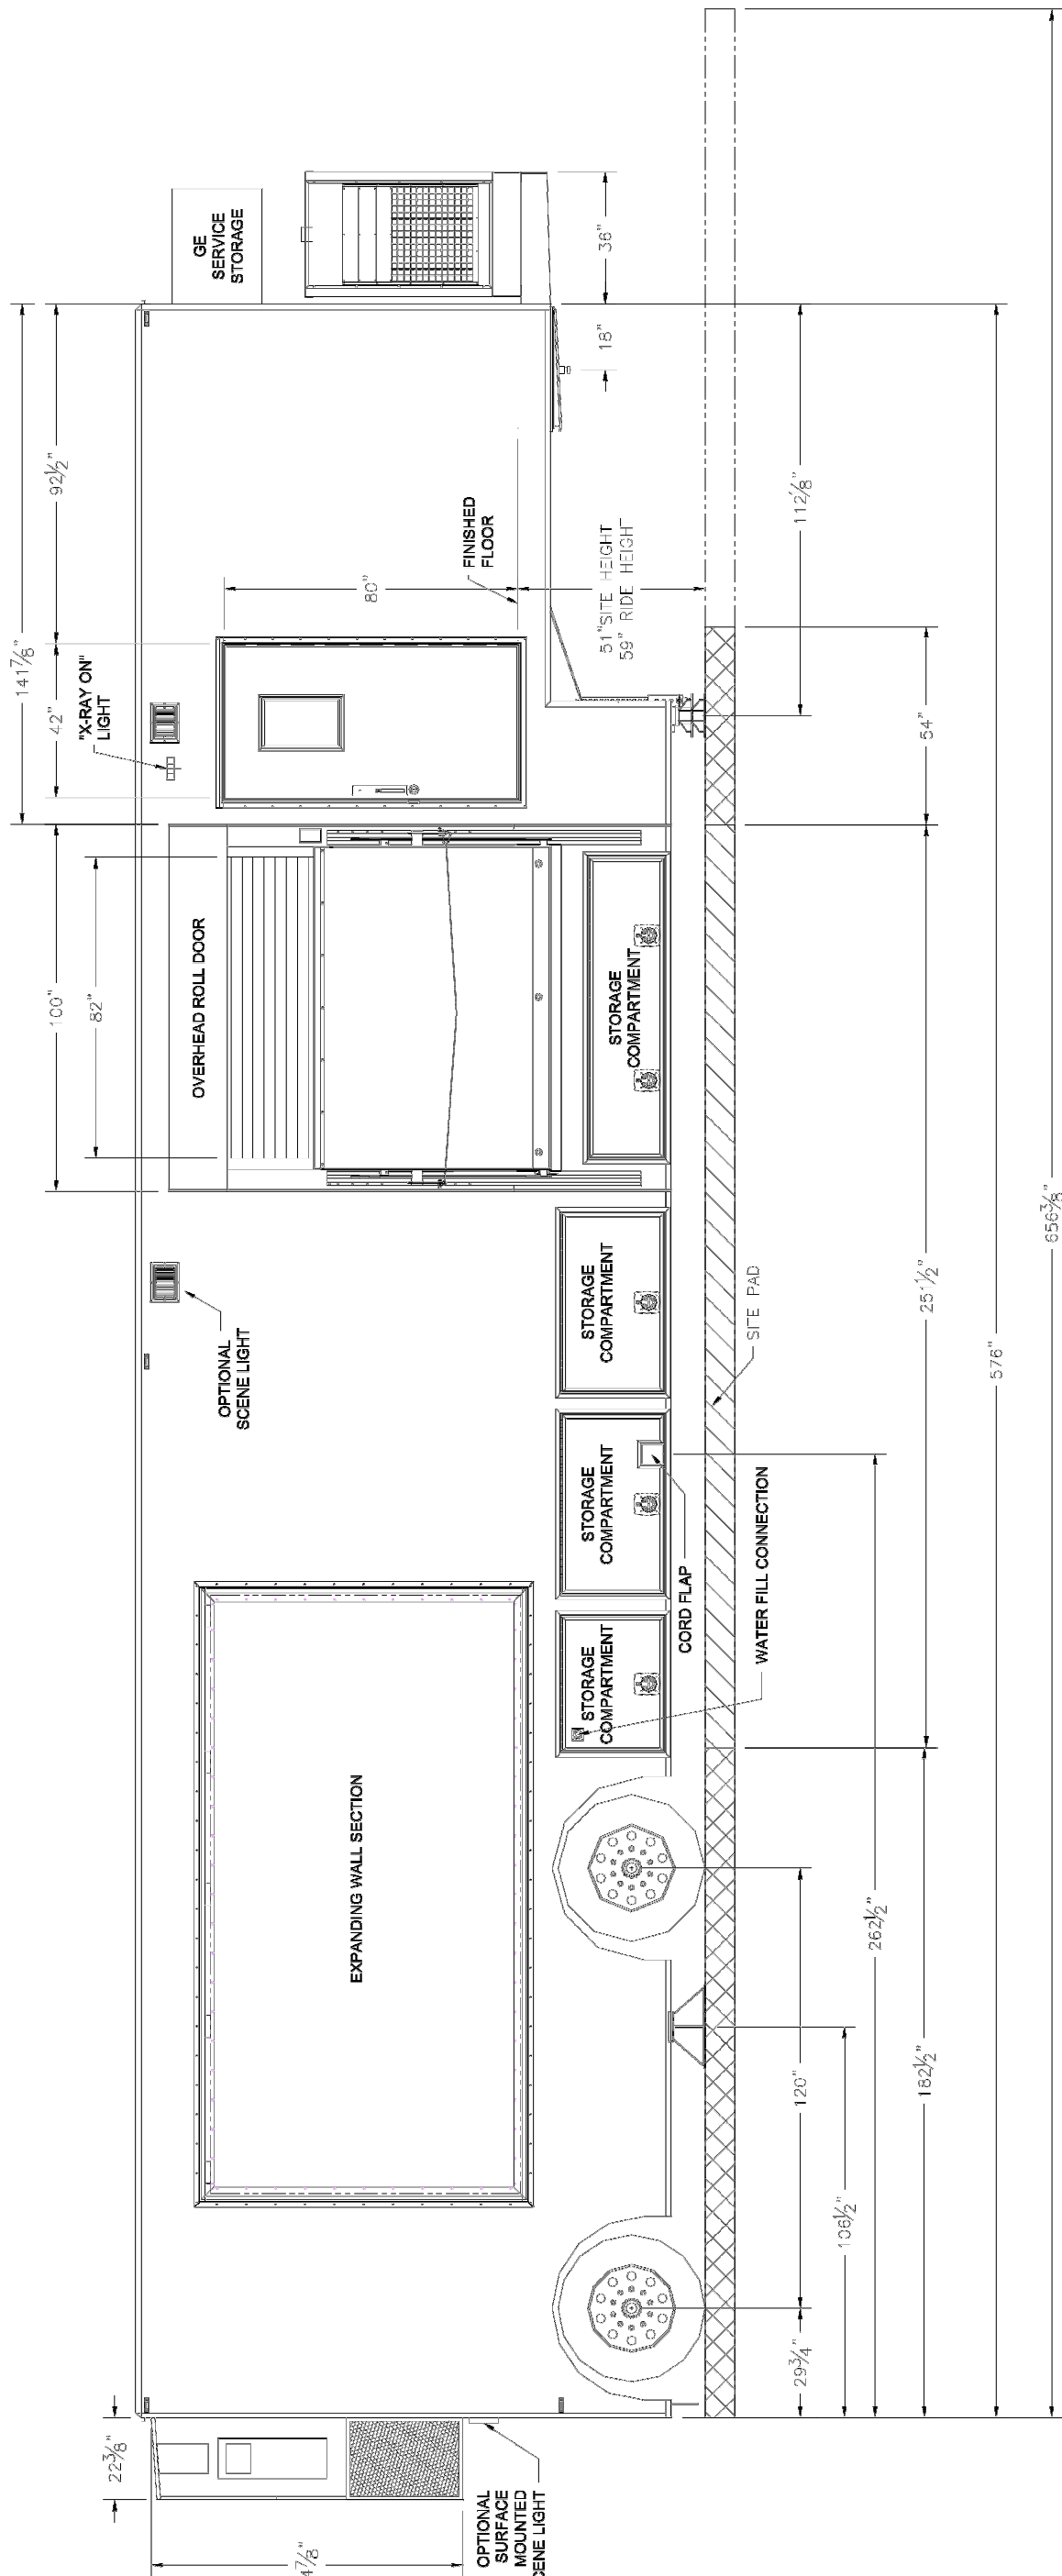 141⅞"
92½"
42"
"X-RAY ON"
LIGHT
100"
82"
GE
SERVICE
STORAGE
OVERHEAD ROLL DOOR
OPTIONAL
SCENE LIGHT
22⅜"
36"
18"
80"
FINISHED
FLOOR
51" SITE HEIGHT
59" RIDE HEIGHT
112⅞"
54"
STORAGE
COMPARTMENT
STORAGE
COMPARTMENT
STORAGE
COMPARTMENT
STORAGE
COMPARTMENT
EXPANDING WALL SECTION
CORD FLAP
WATER FILL CONNECTION
SITE PAD
OPTIONAL
SURFACE
MOUNTED
29¾"
120"
106½"
262½"
182½"
251½"
576"
656⅜"